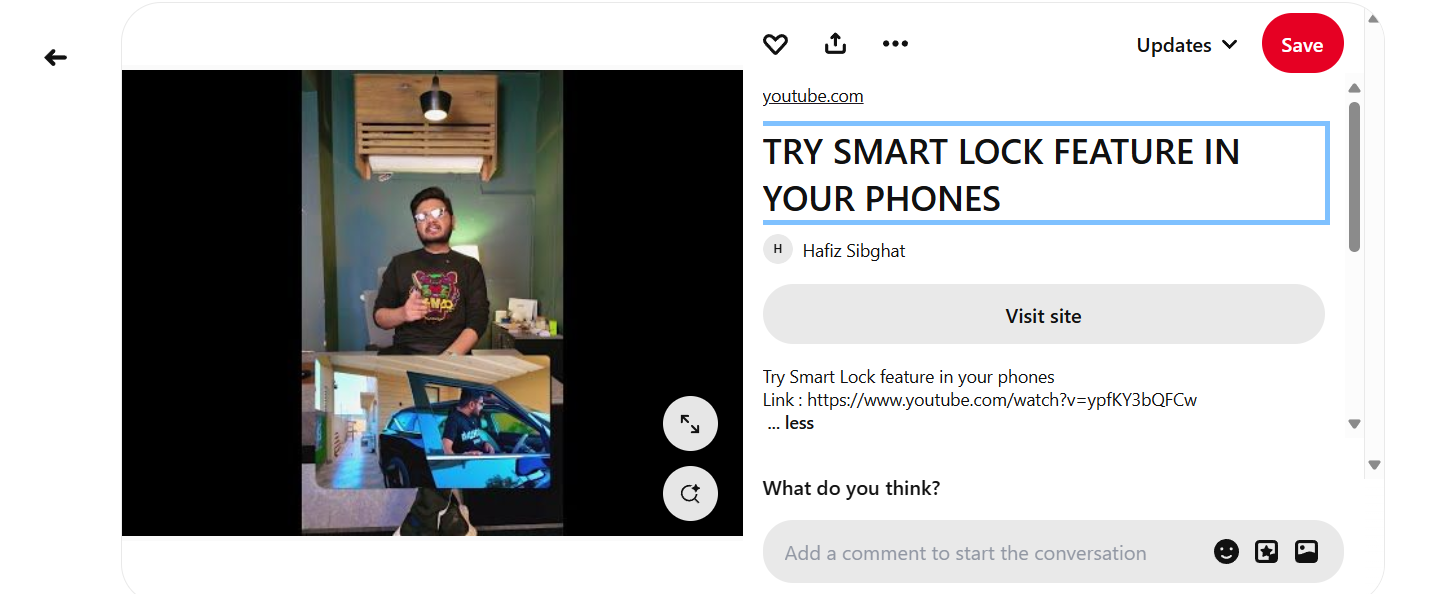 Updates
Save
youtube.com
TRY SMART LOCK FEATURE IN
YOUR PHONES
H
Hafiz Sibghat
Visit site
Try Smart Lock feature in your phones
Link : https://www.youtube.com/watch?v=ypfKY3bQFCw
... less
What do you think?
Add a comment to start the conversation